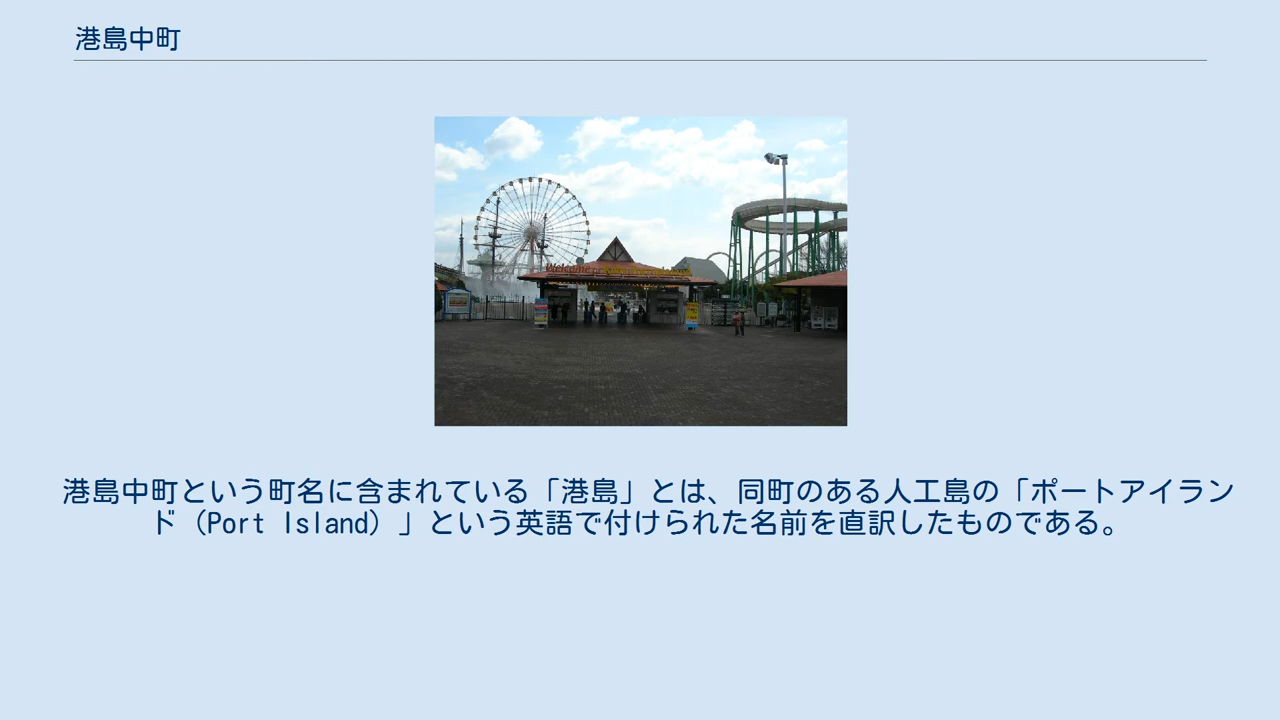 港島中町
Welcome
港島中町という町名に含まれている「港島」とは、同町のある人工島の「ポートアイラン
ド（Port Island）」という英語で付けられた名前を直訳したものである。